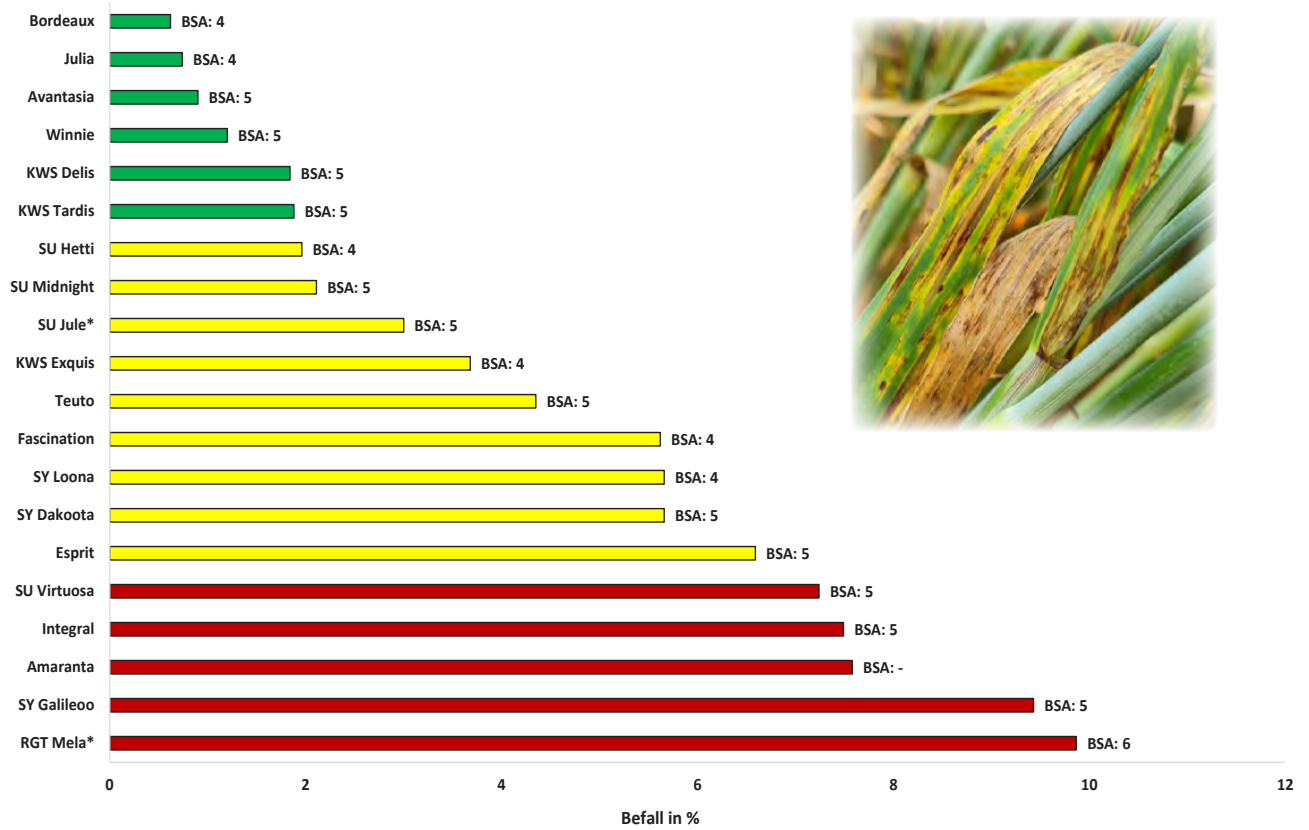 Bordeaux BSA: 4
Julia BSA: 4
Avantasia BSA: 5
Winnie BSA: 5
KWS Delis BSA: 5
KWS Tardis BSA: 5
SU Hetti BSA: 4
SU Midnight BSA: 5
SU Jule* BSA: 5
KWS Exquis BSA: 4
Teuto BSA: 5
Fascination BSA: 4
SY Loona BSA: 4
SY Dakoota BSA: 5
Esprit BSA: 5
SU Virtuosa BSA: 5
Integral BSA: 5
Amaranta BSA: -
SY Galileoo BSA: 5
RGT Mela* BSA: 6
0 2 4 6 8 10 12
Befall in %